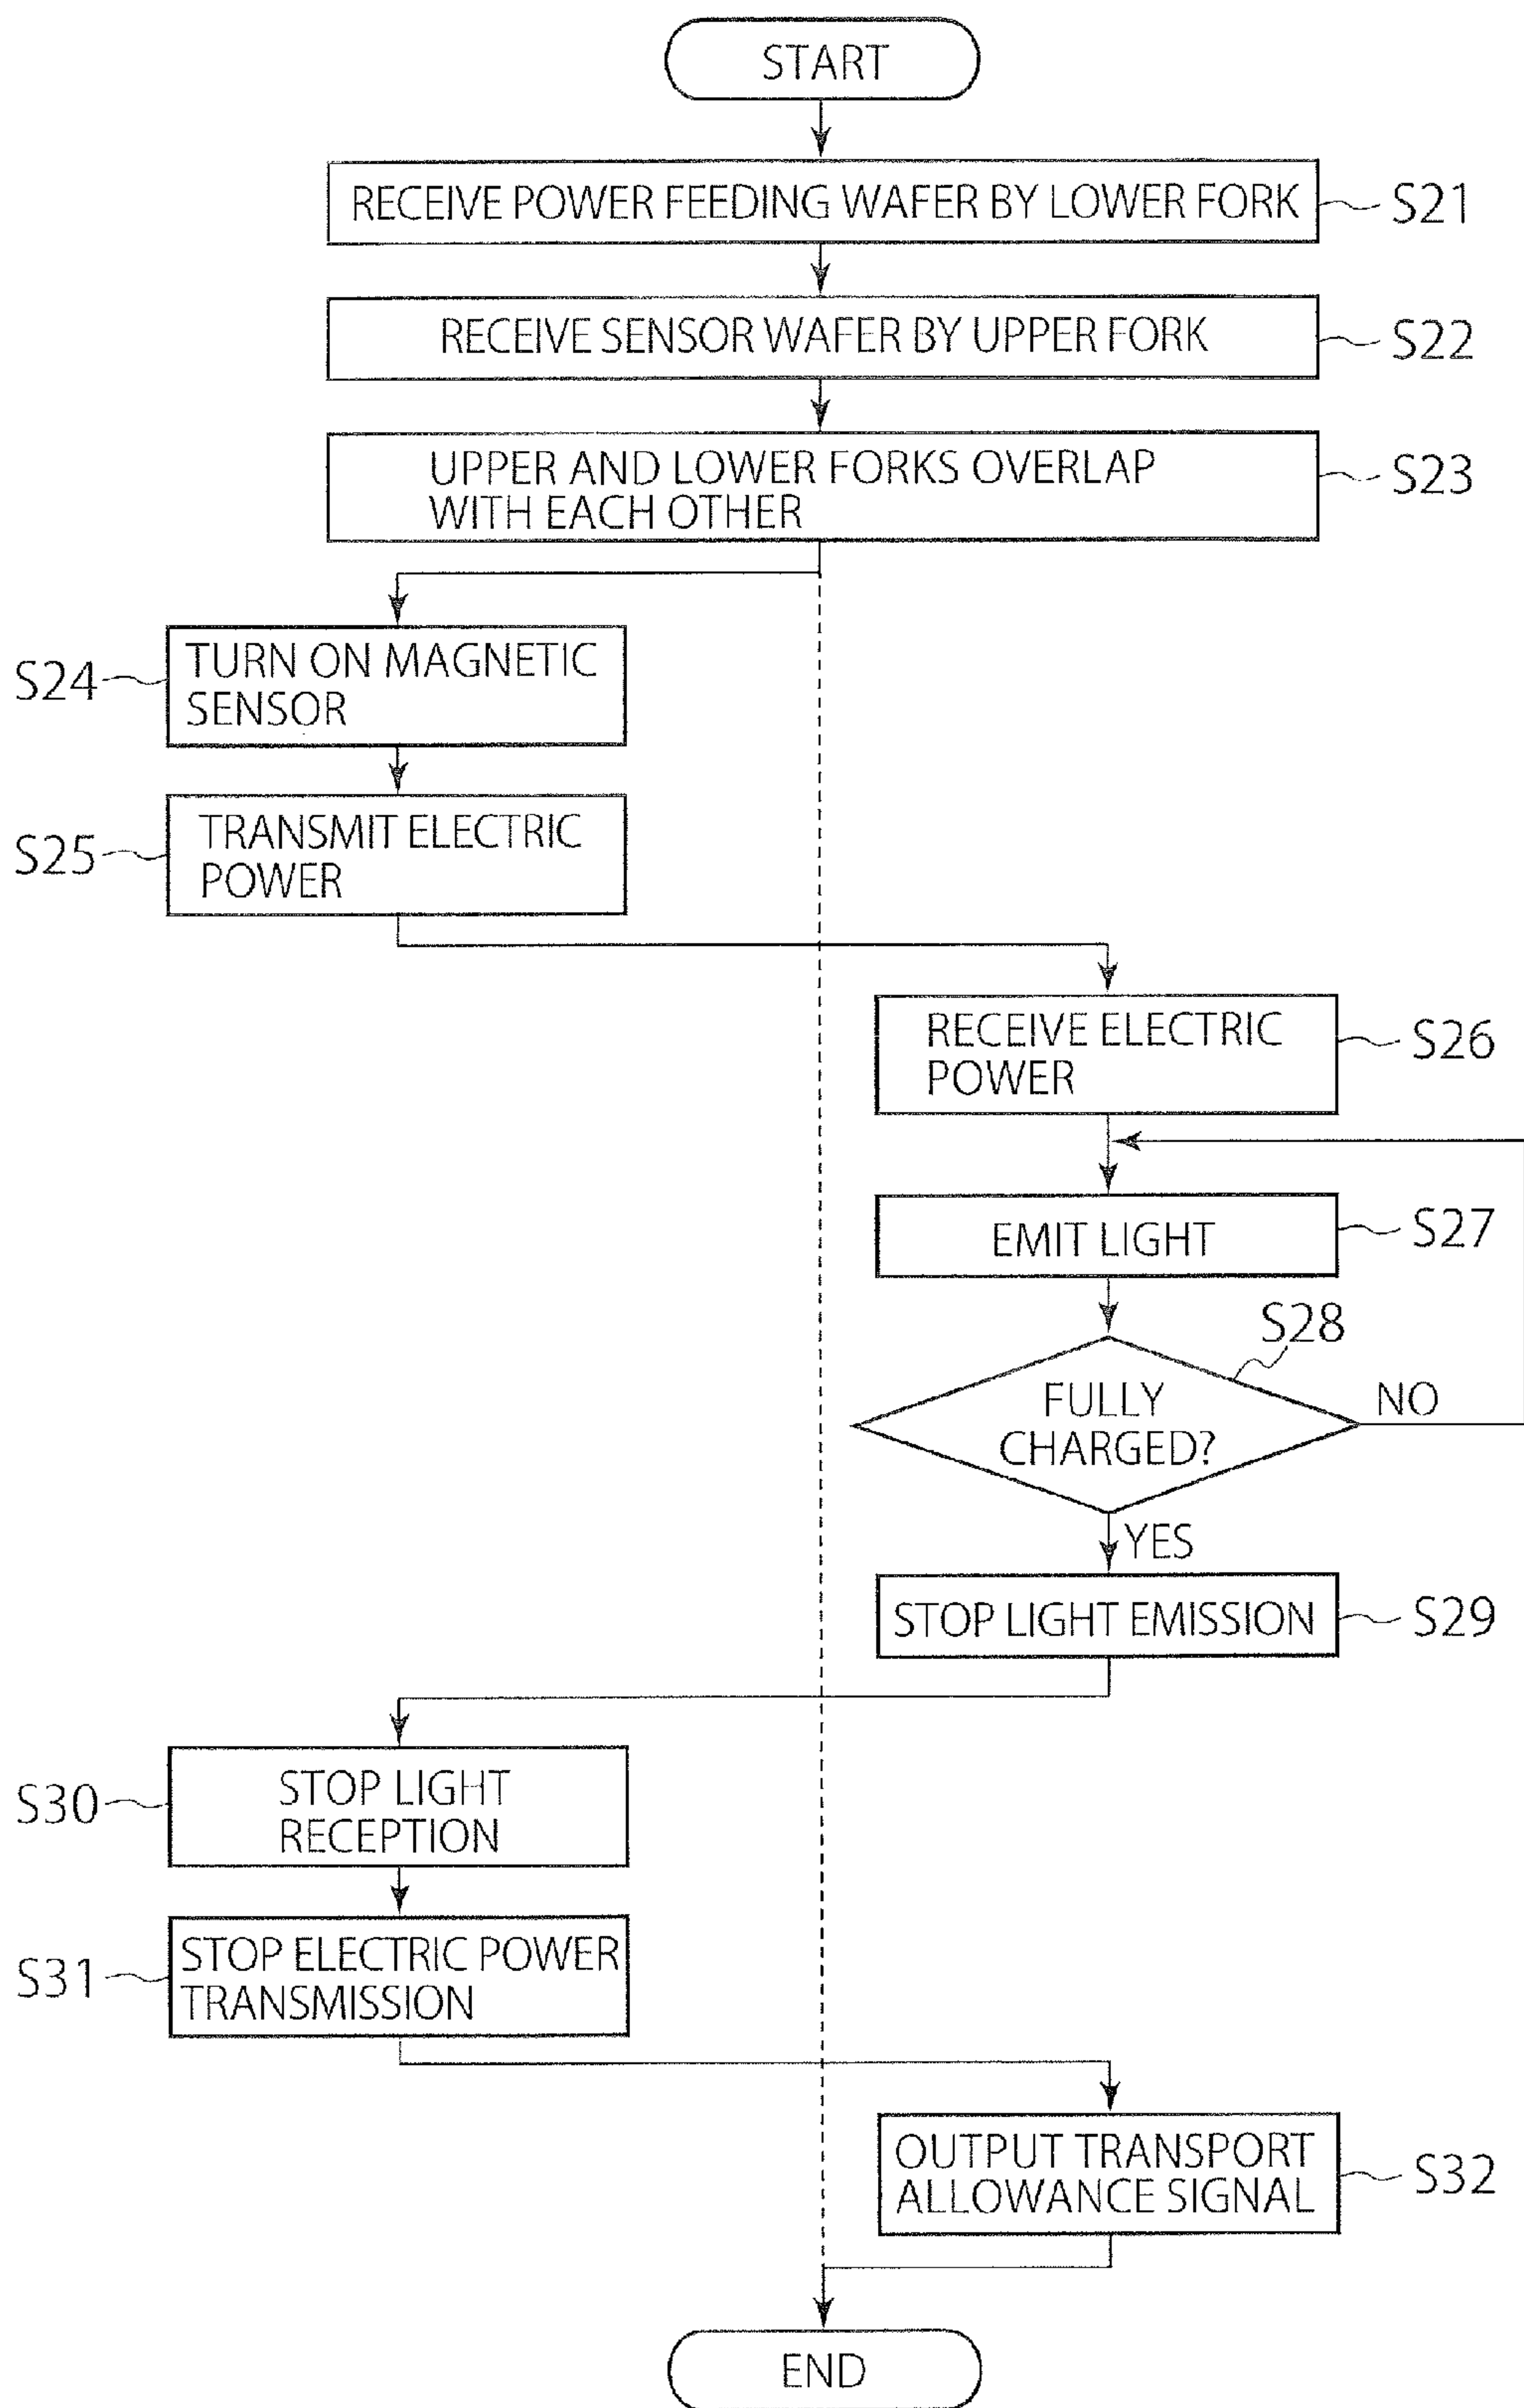 START
RECEIVE POWER FEEDING WAFER BY LOWER FORK
S21
RECEIVE SENSOR WAFER BY UPPER FORK
S22
UPPER AND LOWER FORKS OVERLAP
WITH EACH OTHER
S23
S24
TURN ON MAGNETIC
SENSOR
S25
TRANSMIT ELECTRIC
POWER
RECEIVE ELECTRIC
POWER
S26
EMIT LIGHT
S27
S28
FULLY
CHARGED?
NO
YES
STOP LIGHT EMISSION
S29
S30
STOP LIGHT
RECEPTION
S31
STOP ELECTRIC POWER
TRANSMISSION
OUTPUT TRANSPORT
ALLOWANCE SIGNAL
S32
END